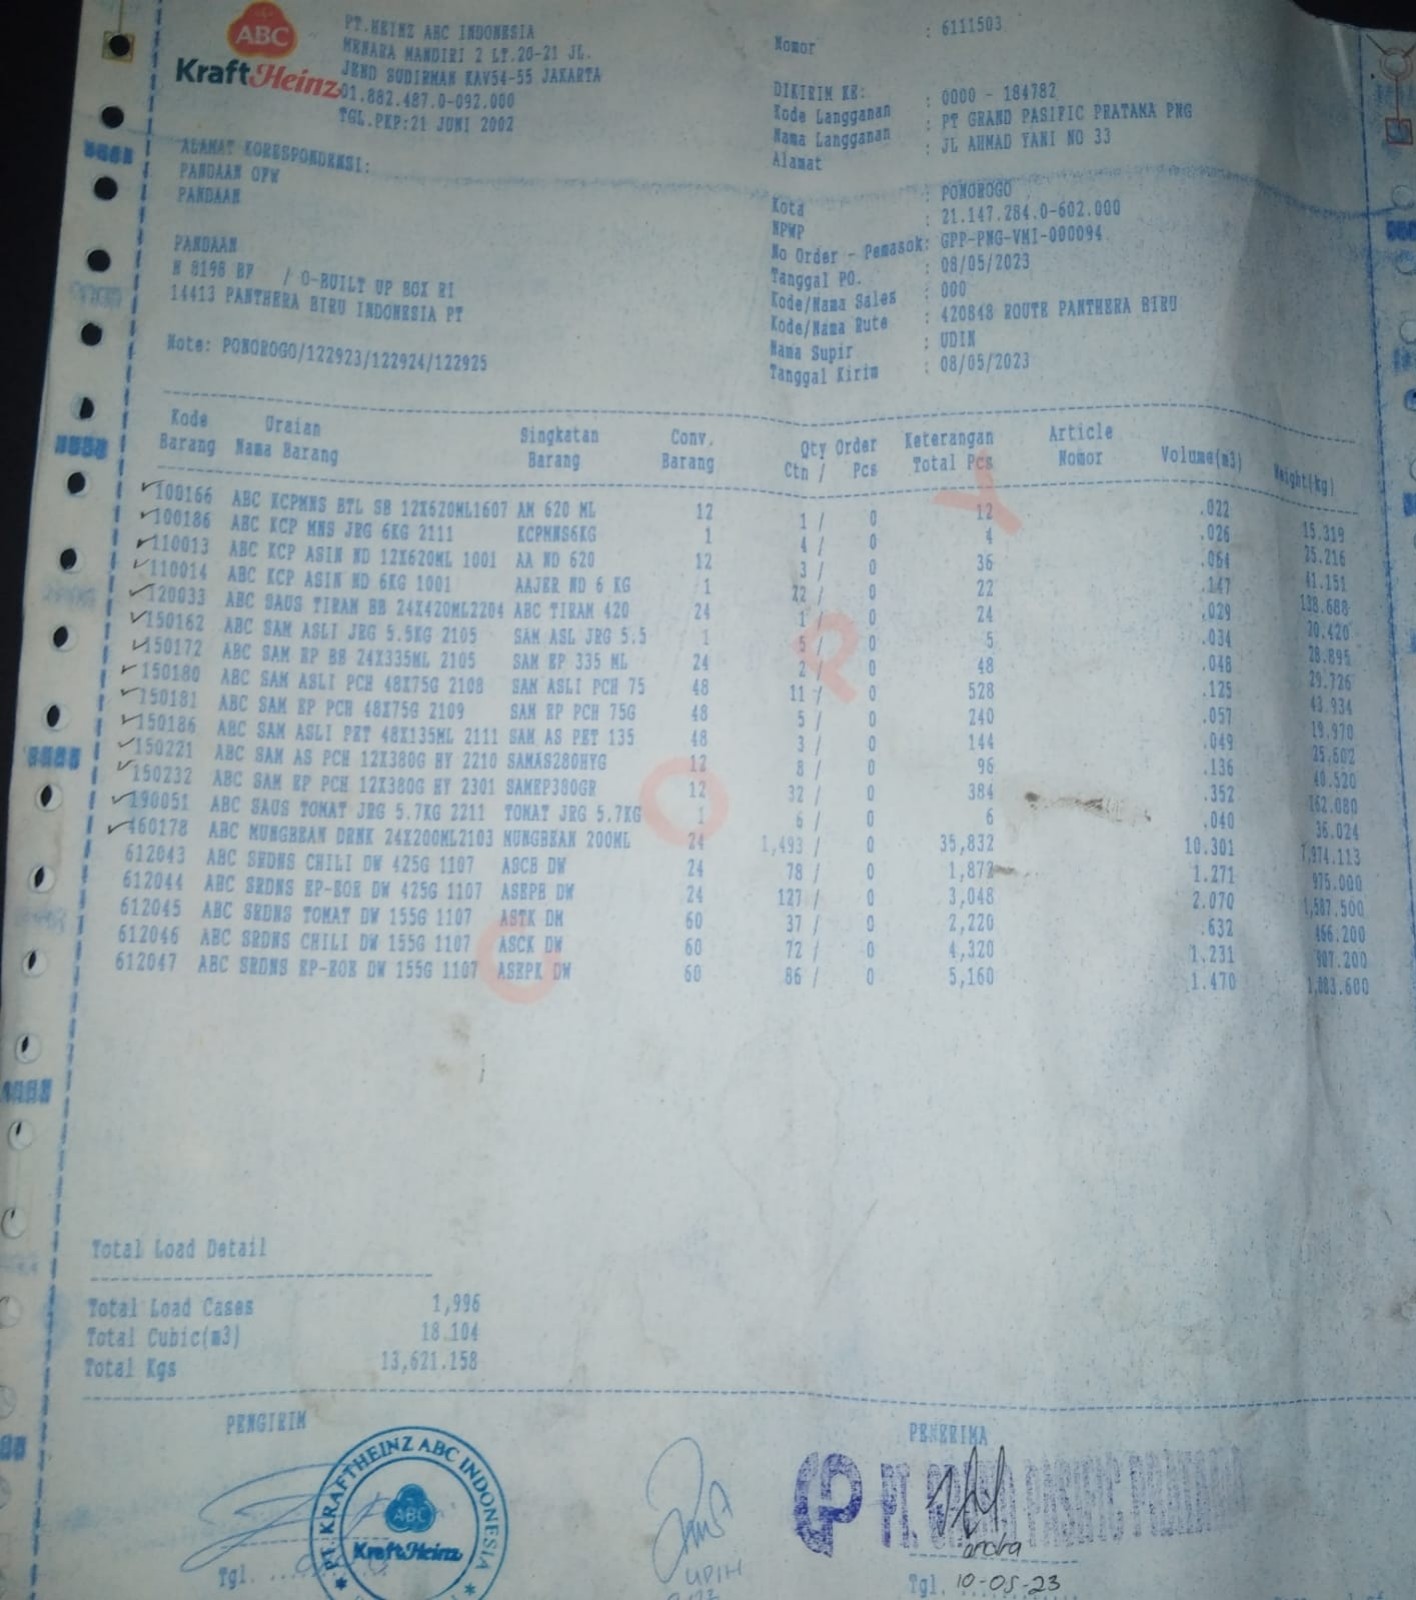 ABC
KraftHeinz
PT.HEINZ ABC INDONESIA
MENARA MANDIRI 2 LT.20-21 JL.
JEND SUDIRMAN KAV54-55 JAKARTA
01.882.487.0-092.000
TGL.PKP:21 JUNI 2002
Nomor : 6111503
DIKIRIM KE:
Kode Langganan : 0000 - 184782
Nama Langganan : PT GRAND PASIFIC PRATAMA PNG
Alamat : JL AHMAD YANI NO 33
Kota : PONOROGO
NPWP : 21.147.284.0-602.000
No Order - Pemasok: GPP-PNG-VMI-000094
Tanggal PO. : 08/05/2023
Kode/Nama Sales : 000
Kode/Nama Rute : 420848 ROUTE PANTHERA BIRU
Nama Supir : UDIN
Tanggal Kirim : 08/05/2023
ALAMAT KORESPONDENSI:
PANDAAN OFW
PANDAAN
PANDAAN
N 8198 BF / 0-BUILT UP BOX RI
14413 PANTHERA BIRU INDONESIA PT
Note: PONOROGO/122923/122924/122925
Kode Uraian Singkatan Conv. Qty Order Keterangan Article
Barang Nama Barang Barang Barang Ctn / Pcs Total Pcs Nomor Volume(m3) Weight(kg)
100166 ABC KCPMNS BTL SB 12X620ML1607 AM 620 ML 12 1 / 0 12 .022 15.319
100186 ABC KCP MNS JRG 6KG 2111 KCPMNS6KG 1 4 / 0 4 .026 25.216
110013 ABC KCP ASIN ND 12X620ML 1001 AA ND 620 12 3 / 0 36 .064 41.151
110014 ABC KCP ASIN ND 6KG 1001 AAJER ND 6 KG 1 22 / 0 22 .147 138.688
120033 ABC SAUS TIRAM BB 24X420ML2204 ABC TIRAM 420 24 1 / 0 24 .029 20.420
150162 ABC SAM ASLI JRG 5.5KG 2105 SAM ASL JRG 5.5 1 5 / 0 5 .034 28.895
150172 ABC SAM EP BB 24X335ML 2105 SAM EP 335 ML 24 2 / 0 48 .048 29.726
150180 ABC SAM ASLI PCH 48X75G 2108 SAM ASLI PCH 75 48 11 / 0 528 .125 43.934
150181 ABC SAM EP PCH 48X75G 2109 SAM EP PCH 75G 48 5 / 0 240 .057 19.970
150186 ABC SAM ASLI PET 48X135ML 2111 SAM AS PET 135 48 3 / 0 144 .049 25.602
150221 ABC SAM AS PCH 12X380G HY 2210 SAMAS280HYG 12 8 / 0 96 .136 40.520
150232 ABC SAM EP PCH 12X380G HY 2301 SAMEP380GR 12 32 / 0 384 .352 162.080
190051 ABC SAUS TOMAT JRG 5.7KG 2211 TOMAT JRG 5.7KG 1 6 / 0 6 .040 36.024
460178 ABC MUNGBEAN DRNK 24X200ML2103 MUNGBEAN 200ML 24 1,493 / 0 35,832 10.301 7,974.113
612043 ABC SRDNS CHILI DW 425G 1107 ASCB DW 24 78 / 0 1,872 1.271 975.000
612044 ABC SRDNS EP-EOE DW 425G 1107 ASEPB DW 24 127 / 0 3,048 2.070 1,587.500
612045 ABC SRDNS TOMAT DW 155G 1107 ASTK DM 60 37 / 0 2,220 .632 466.200
612046 ABC SRDNS CHILI DW 155G 1107 ASCK DW 60 72 / 0 4,320 1.231 907.200
612047 ABC SRDNS EP-EOE DW 155G 1107 ASEPK DW 60 86 / 0 5,160 1.470 1,083.600
COPY
Total Load Detail
Total Load Cases 1,996
Total Cubic(m3) 18.104
Total Kgs 13,621.158
PENGIRIM PENERIMA
PT. KRAFTHEINZ ABC INDONESIA
ABC
KraftHeinz
PT. GRAND PASIFIC PRATAMA
andra
Tgl.
Tgl. 10-05-23